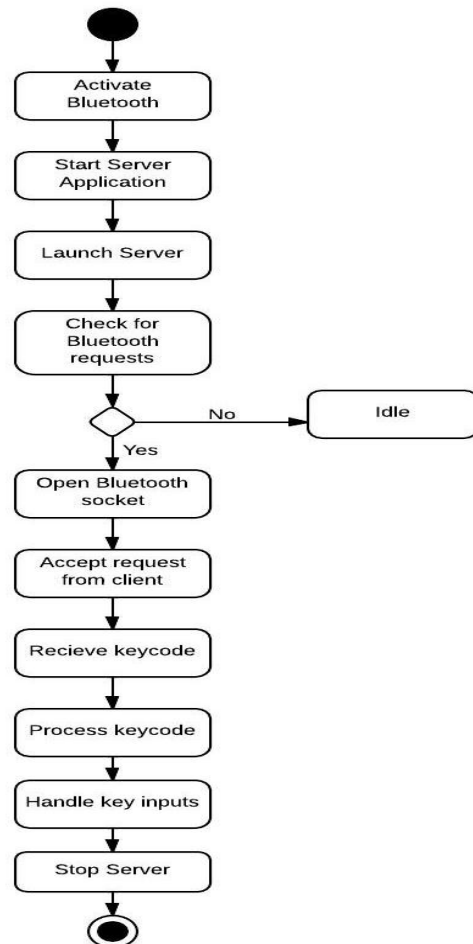 Activate
Bluetooth
Start Server
Application
Launch Server
Check for
Bluetooth
requests
No
Idle
Yes
Open Bluetooth
socket
Accept request
from client
Recieve keycode
Process keycode
Handle key inputs
Stop Server